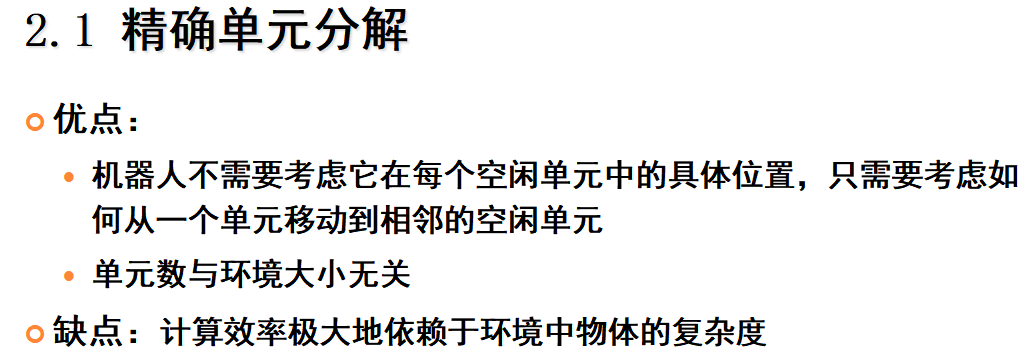 2.1 精确单元分解
优点：
机器人不需要考虑它在每个空闲单元中的具体位置，只需要考虑如
何从一个单元移动到相邻的空闲单元
单元数与环境大小无关
缺点：计算效率极大地依赖于环境中物体的复杂度